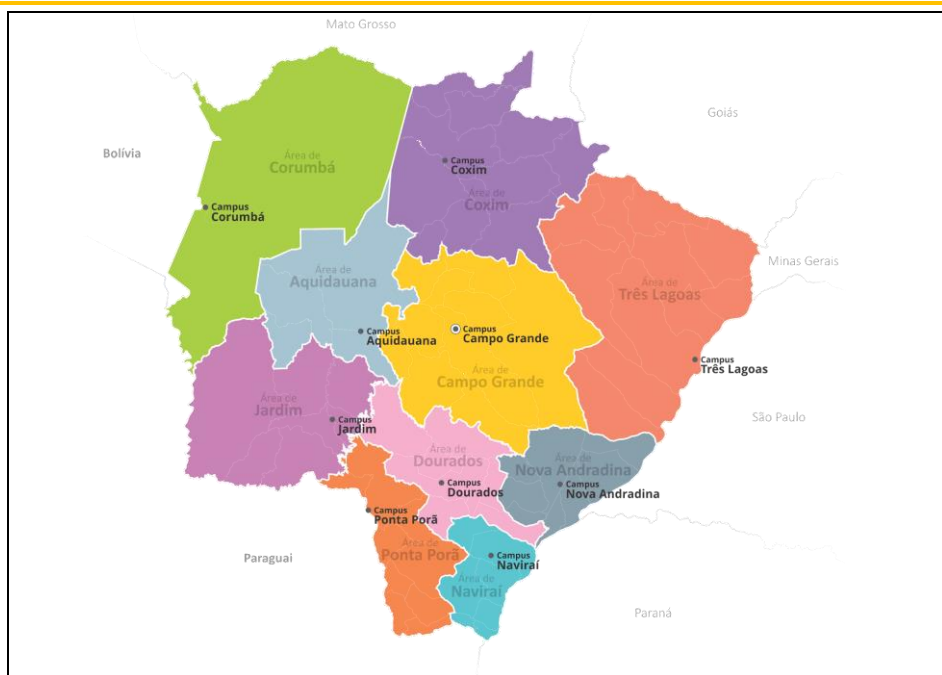 Mato Grosso
Goiás
Bolívia
Área de
Corumbá
Campus
Coxim
Área de
Coxim
Campus
Corumbá
Minas Gerais
Área de
Aquidauana
Área de
Três Lagoas
Campus
Aquidauana
Campus
Campo Grande
Campus
Três Lagoas
Área de
Campo Grande
Área de
Jardim
São Paulo
Campus
Jardim
Área de
Dourados
Área de
Nova Andradina
Campus
Dourados
Campus
Nova Andradina
Campus
Ponta Porã
Área de
Ponta Porã
Paraguai
Campus
Naviraí
Área de
Naviraí
Paraná